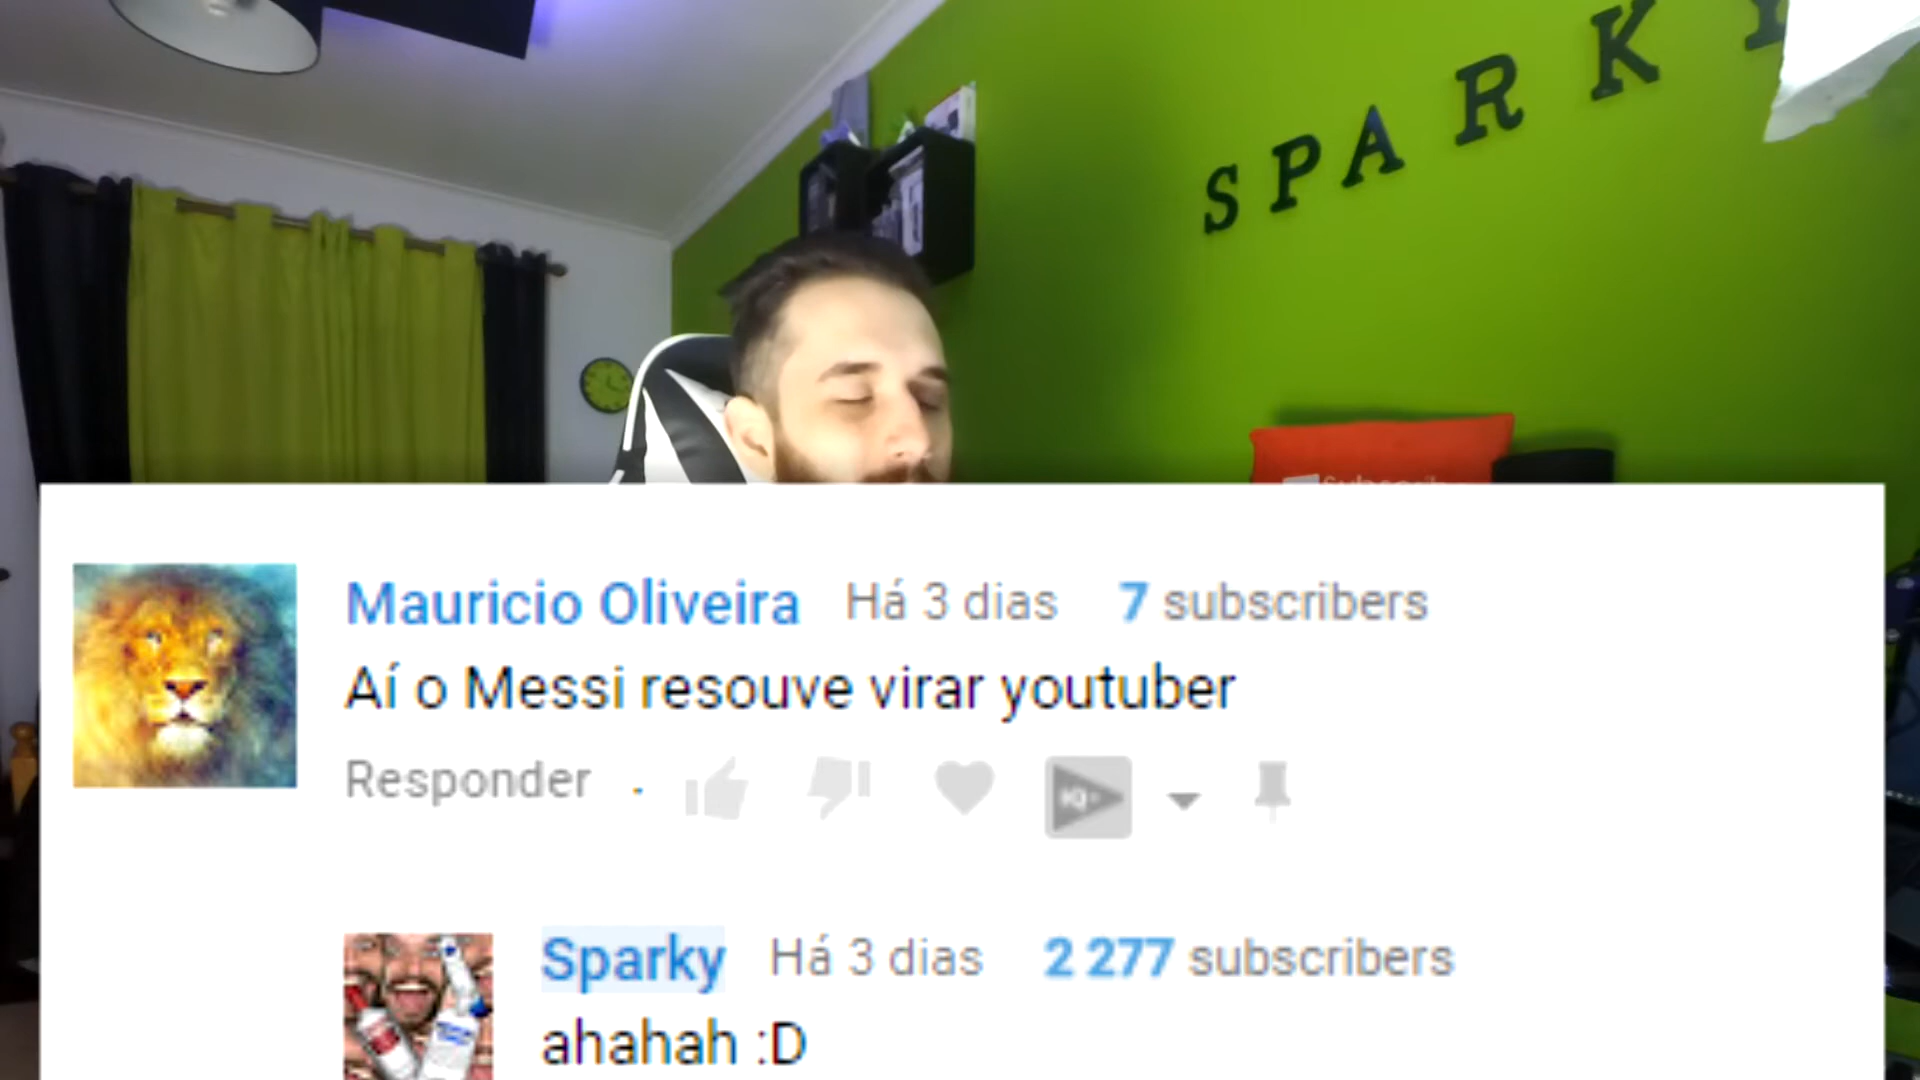 SPARKY
Subscribe
Mauricio Oliveira Há 3 dias 7 subscribers
Aí o Messi resouve virar youtuber
Responder
Sparky Há 3 dias 2 277 subscribers
ahahah :D